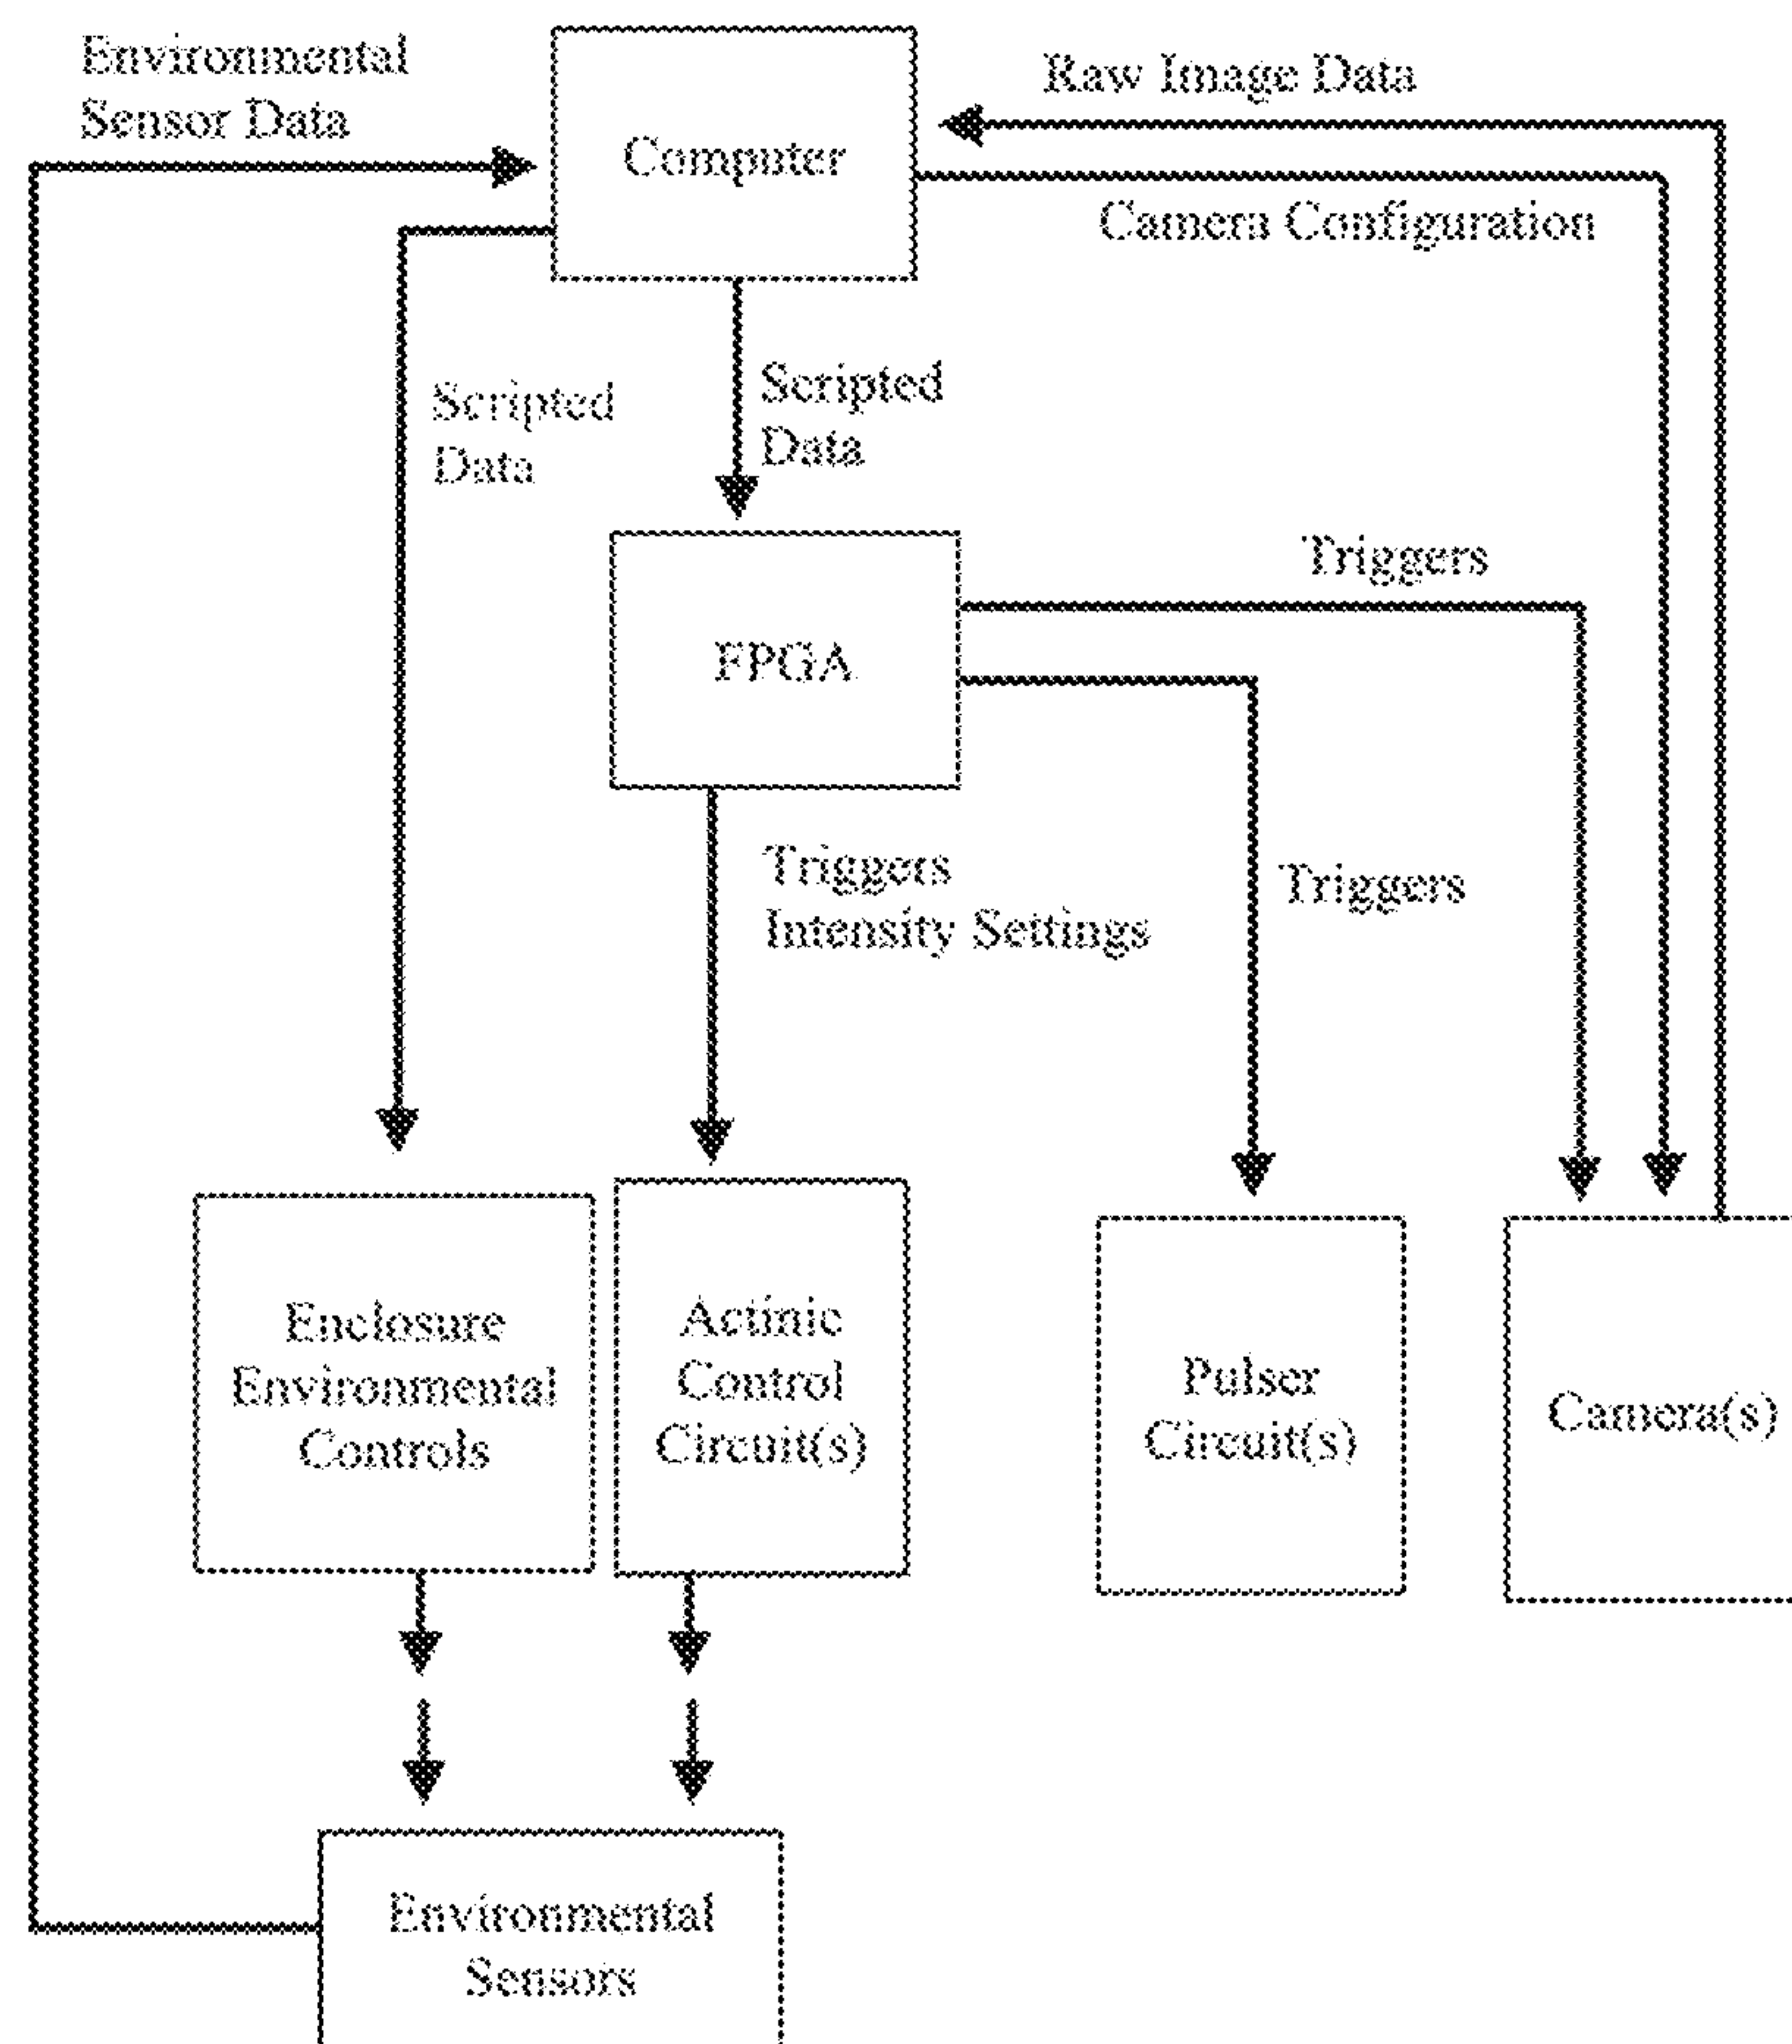 Environmental
Sensor Data
Computer
Raw Image Data
Camera Configuration
Scripted
Data
Scripted
Data
FPGA
Triggers
Triggers
Intensity Settings
Triggers
Enclosure
Environmental
Controls
Actinic
Control
Circuit(s)
Pulser
Circuit(s)
Camera(s)
Environmental
Sensors